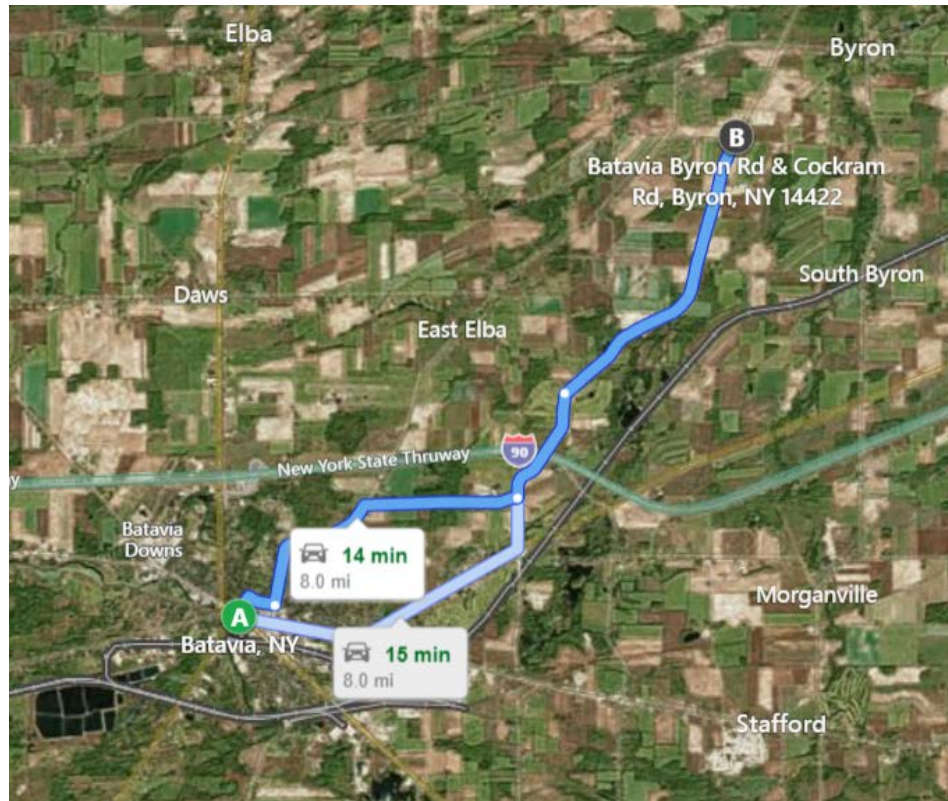 Elba
Byron
B
Batavia Byron Rd & Cockram
Rd, Byron, NY 14422
South Byron
Daws
East Elba
90
New York State Thruway
y
Batavia
Downs
14 min
8.0 mi
Morganville
A
Batavia, NY
15 min
8.0 mi
Stafford